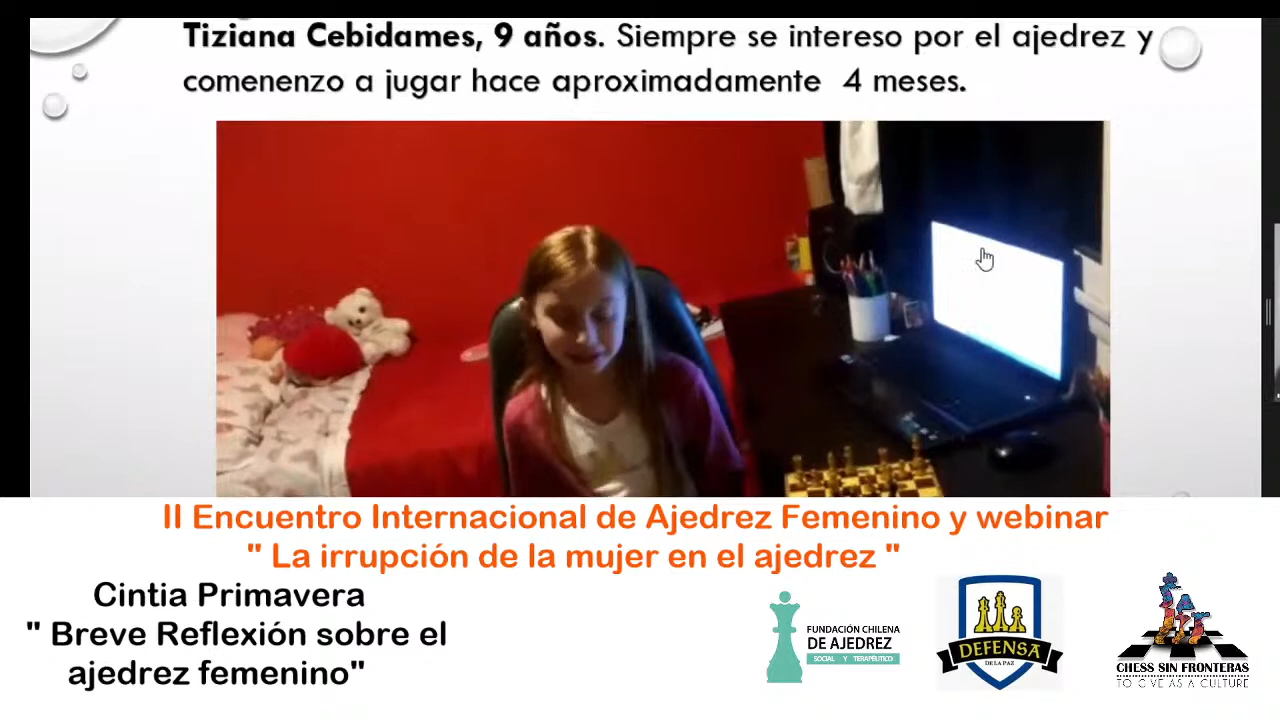 Tiziana Cebidames, 9 años. Siempre se intereso por el ajedrez y
comenenzo a jugar hace aproximadamente 4 meses.
II Encuentro Internacional de Ajedrez Femenino y webinar
" La irrupción de la mujer en el ajedrez "
Cintia Primavera
" Breve Reflexión sobre el
ajedrez femenino"
FUNDACIÓN CHILENA
DE AJEDREZ
SOCIAL Y TERAPÉUTICO
DEFENSA
DE LA PAZ
CHESS SIN FRONTERAS
TO GIVE AS A CULTURE